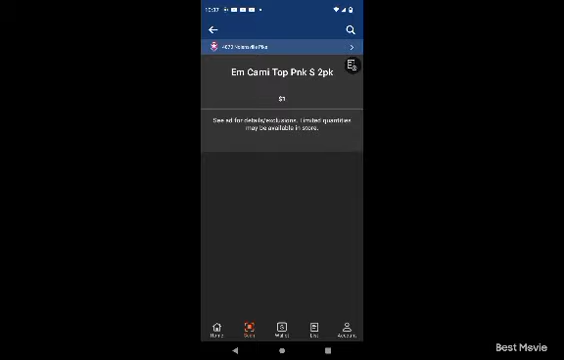 Em Cami Top Pnk S 2pk
$1
See ad for details/exclusions. Limited quantities
may be available in store.
Home
Wallet
List
Account
Best Movie